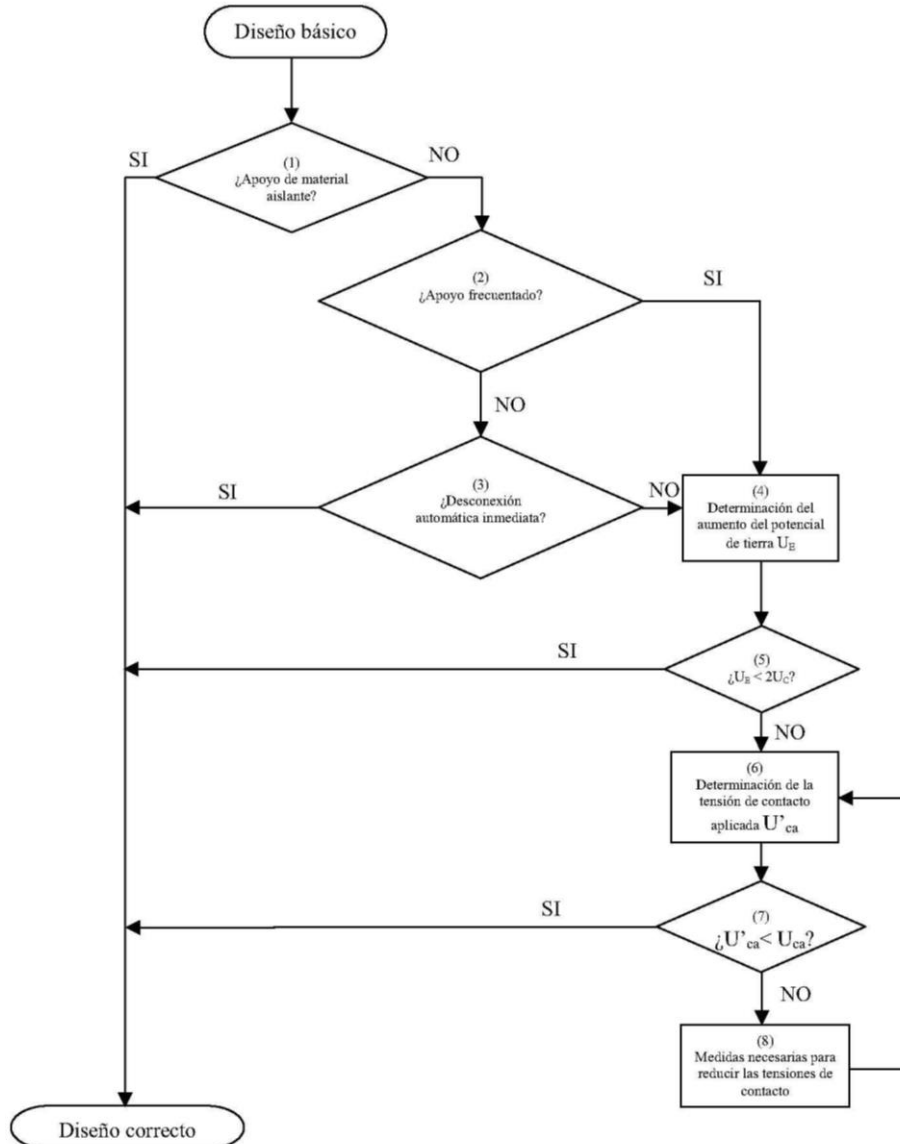 Diseño básico
SI
NO
(1)
¿Apoyo de material
aislante?
(2)
¿Apoyo frecuentado?
SI
NO
(3)
¿Desconexión
automática inmediata?
SI
NO
(4)
Determinación del
aumento del potencial
de tierra U_E
(5)
¿U_E < 2U_C?
SI
NO
(6)
Determinación de la
tensión de contacto
aplicada U'_ca
(7)
¿U'_ca < U_ca?
SI
NO
(8)
Medidas necesarias para
reducir las tensiones de
contacto
Diseño correcto